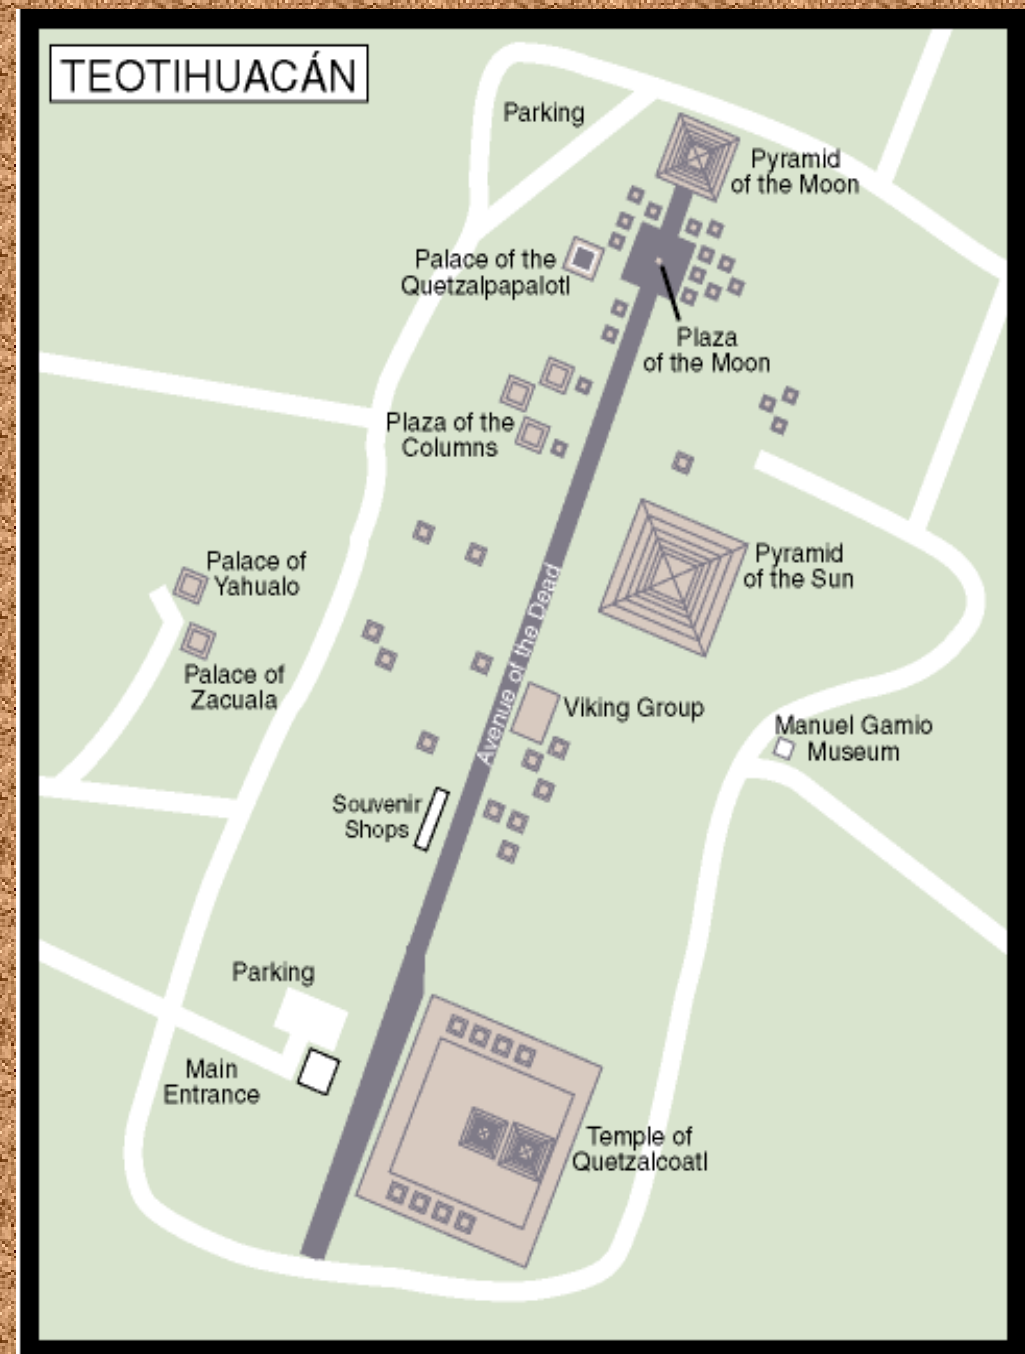 TEOTIHUACÁN
Parking
Pyramid
of the Moon
Palace of the
Quetzalpapalotl
Plaza
of the Moon
Plaza of the
Columns
Pyramid
of the Sun
Palace of
Yahualo
Palace of
Zacuala
Avenue of the Dead
Viking Group
Manuel Gamio
Museum
Souvenir
Shops
Parking
Main
Entrance
Temple of
Quetzalcoatl